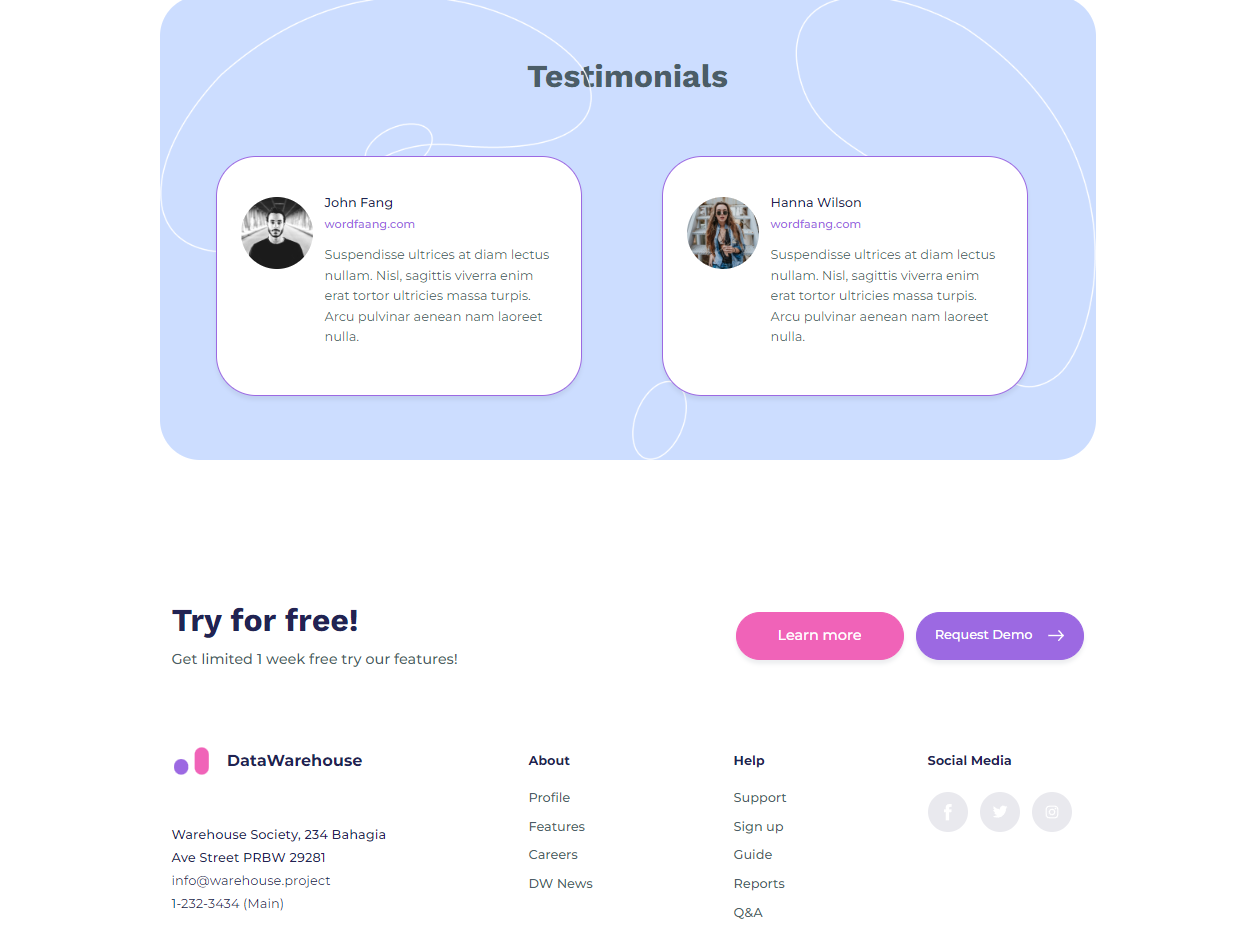 Testimonials
John Fang
wordfaang.com
Suspendisse ultrices at diam lectus
nullam. Nisl, sagittis viverra enim
erat tortor ultricies massa turpis.
Arcu pulvinar aenean nam laoreet
nulla.
Hanna Wilson
wordfaang.com
Suspendisse ultrices at diam lectus
nullam. Nisl, sagittis viverra enim
erat tortor ultricies massa turpis.
Arcu pulvinar aenean nam laoreet
nulla.
Try for free!
Get limited 1 week free try our features!
Learn more
Request Demo
DataWarehouse
Warehouse Society, 234 Bahagia
Ave Street PRBW 29281
info@warehouse.project
1-232-3434 (Main)
About
Profile
Features
Careers
DW News
Help
Support
Sign up
Guide
Reports
Q&A
Social Media